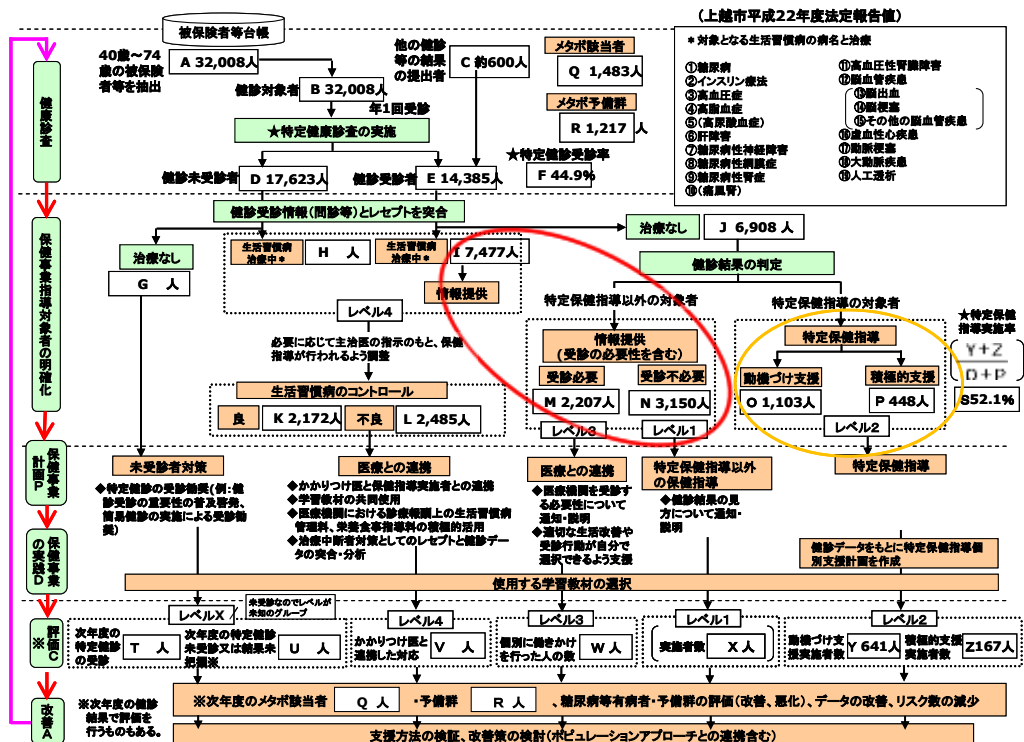 (上越市平成22年度法定報告値)
被保険者等台帳
40歳～74
歳の被保険
者等を抽出
A 32,008人
他の健診
等の結果
の提出者
C 約600人
健診対象者
B 32,008人
年1回受診
メタボ該当者
Q 1,483人
メタボ予備群
R 1,217 人
★特定健診受診率
F 44.9%
★特定健康診査の実施
健診未受診者
D 17,623人
健診受診者
E 14,385人
*対象となる生活習慣病の病名と治療
①糖尿病
②インスリン療法
③高血圧症
④高脂血症
⑤(高尿酸血症)
⑥肝障害
⑦糖尿病性神経障害
⑧糖尿病性網膜症
⑨糖尿病性腎症
⑩(痛風腎)
⑪高血圧性腎臓障害
⑫脳血管疾患
⑬脳出血
⑭脳梗塞
⑮その他の脳血管疾患
⑯虚血性心疾患
⑰動脈梗塞
⑱大動脈疾患
⑲人工透析
健康診査
健診受診情報(問診等)とレセプトを突合
治療なし
G 人
生活習慣病
治療中*
H 人
生活習慣病
治療中*
I 7,477人
情報提供
治療なし
J 6,908 人
健診結果の判定
レベル4
必要に応じて主治医の指示のもと、保健
指導が行われるよう調整
生活習慣病のコントロール
良
K 2,172人
不良
L 2,485人
特定保健指導以外の対象者
情報提供
(受診の必要性を含む)
受診必要
受診不必要
M 2,207人
N 3,150人
レベル3
レベル1
特定保健指導の対象者
特定保健指導
動機づけ支援
積極的支援
O 1,103人
P 448人
レベル2
★特定保健
指導実施率
Y+Z
O+P
S52.1%
保健事業指導対象者の明確化
保健事業
計画P
未受診者対策
◆特定健診の受診勧奨(例:健
診受診の重要性の普及啓発、
簡易健診の実施による受診勧
奨)
医療との連携
◆かかりつけ医と保健指導実施者との連携
◆学習教材の共同使用
◆医療機関における診療報酬上の生活習慣病
管理料、栄養食事指導料の積極的活用
◆治療中断者対策としてのレセプトと健診デー
タの突合・分析
医療との連携
◆医療機関を受診す
る必要性について
通知・説明
◆適切な生活改善や
受診行動が自分で
選択できるよう支援
特定保健指導以外
の保健指導
◆健診結果の見
方について通知・
説明
特定保健指導
健診データをもとに特定保健指導個
別支援計画を作成
保健事業
の実践D
使用する学習教材の選択
評価C
※
レベルX
未受診なのでレベルが
未知のグループ
次年度の
特定健診
の受診
T 人
次年度の特定健診
未受診又は結果未
把握※
U 人
レベル4
かかりつけ医と
連携した対応
V 人
レベル3
個別に働きかけ
を行った人の数
W 人
レベル1
実施者数
X 人
レベル2
動機づけ支
援実施者数
Y 641人
積極的支援
実施者数
Z167人
改善A
※次年度の健診
結果で評価を
行うものもある。
※次年度のメタボ該当者
Q 人
・予備群
R 人
、糖尿病等有病者・予備群の評価(改善、悪化)、データの改善、リスク数の減少
支援方法の検証、改善策の検討(ポピュレーションアプローチとの連携含む)